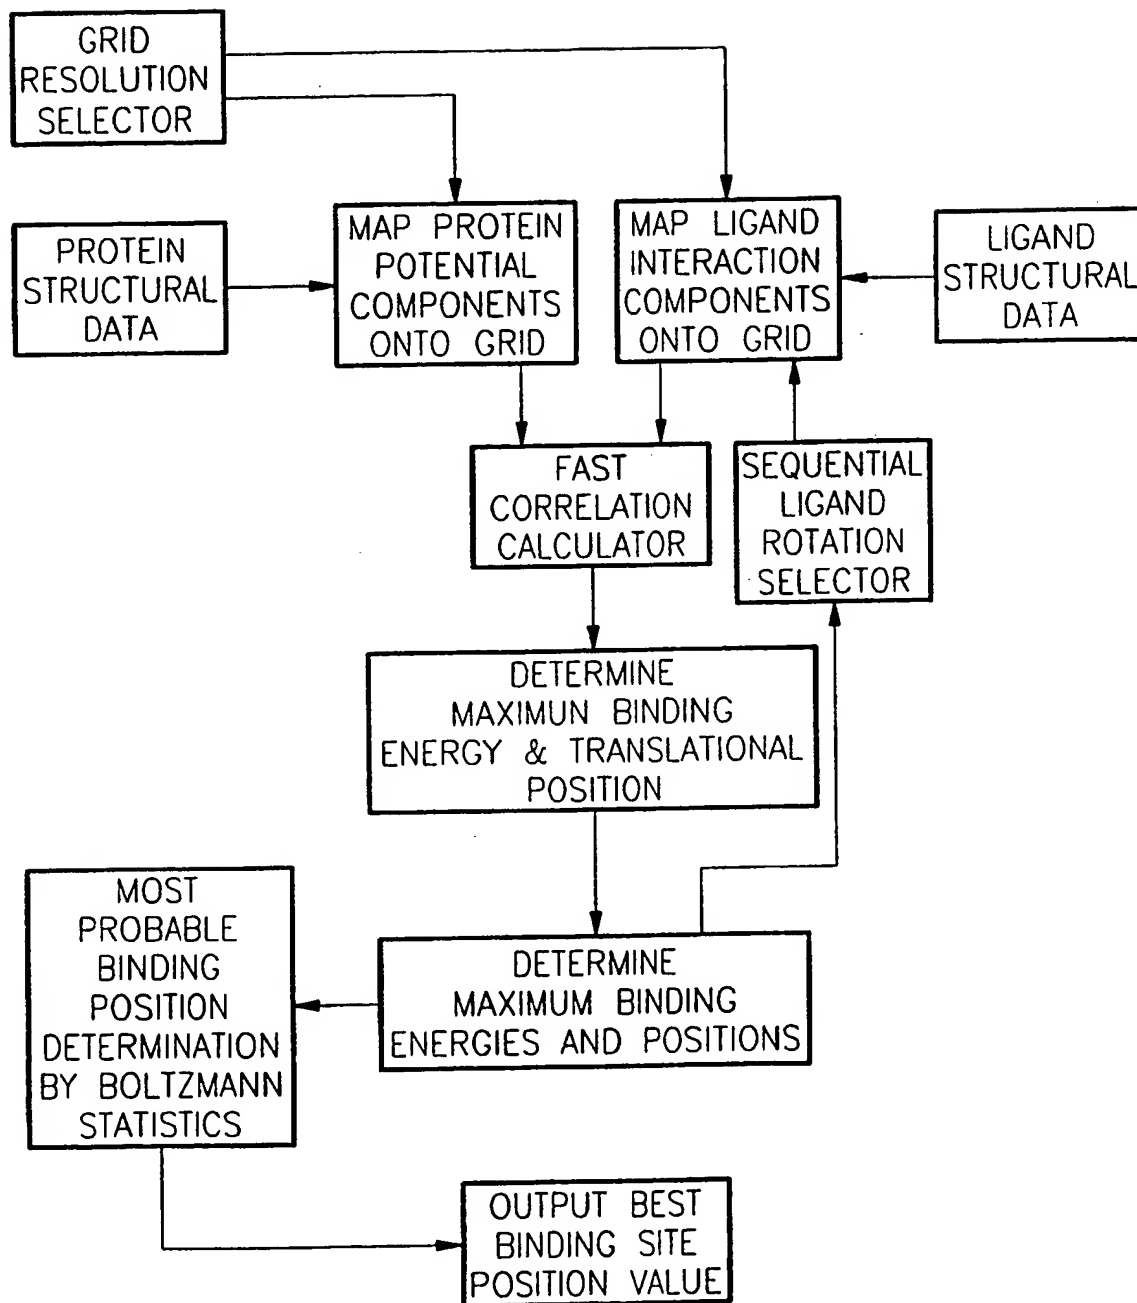 GRID
RESOLUTION
SELECTOR
PROTEIN
STRUCTURAL
DATA
MAP PROTEIN
POTENTIAL
COMPONENTS
ONTO GRID
MAP LIGAND
INTERACTION
COMPONENTS
ONTO GRID
LIGAND
STRUCTURAL
DATA
FAST
CORRELATION
CALCULATOR
SEQUENTIAL
LIGAND
ROTATION
SELECTOR
DETERMINE
MAXIMUN BINDING
ENERGY & TRANSLATIONAL
POSITION
MOST
PROBABLE
BINDING
POSITION
DETERMINATION
BY BOLTZMANN
STATISTICS
DETERMINE
MAXIMUM BINDING
ENERGIES AND POSITIONS
OUTPUT BEST
BINDING SITE
POSITION VALUE